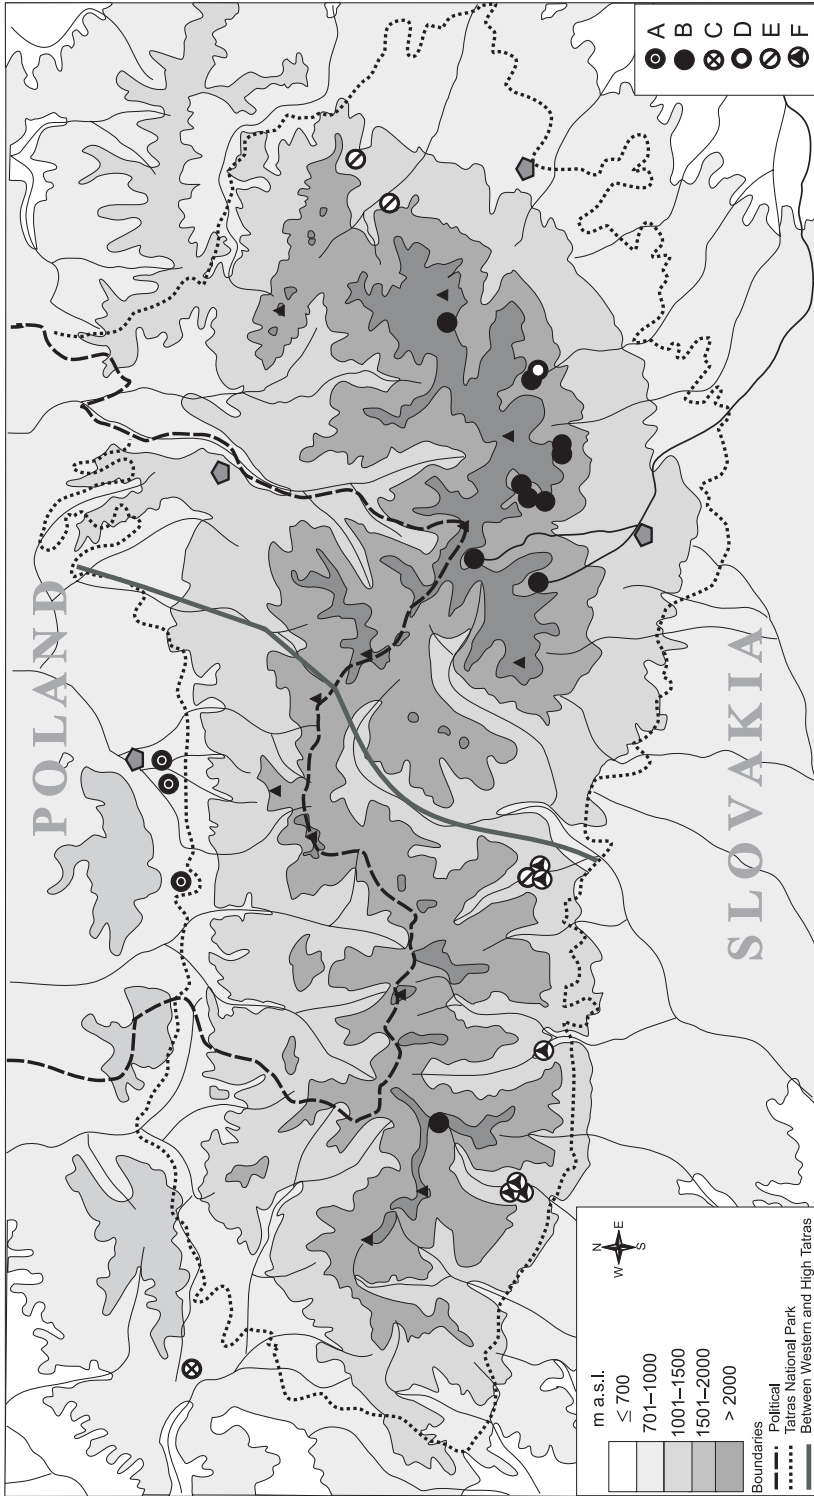 POLAND
SLOVAKIA
A
B
C
D
E
F
N
W E
S
m a.s.l.
≤ 700
701–1000
1001–1500
1501–2000
> 2000
Boundaries
Political
Tatras National Park
Between Western and High Tatras